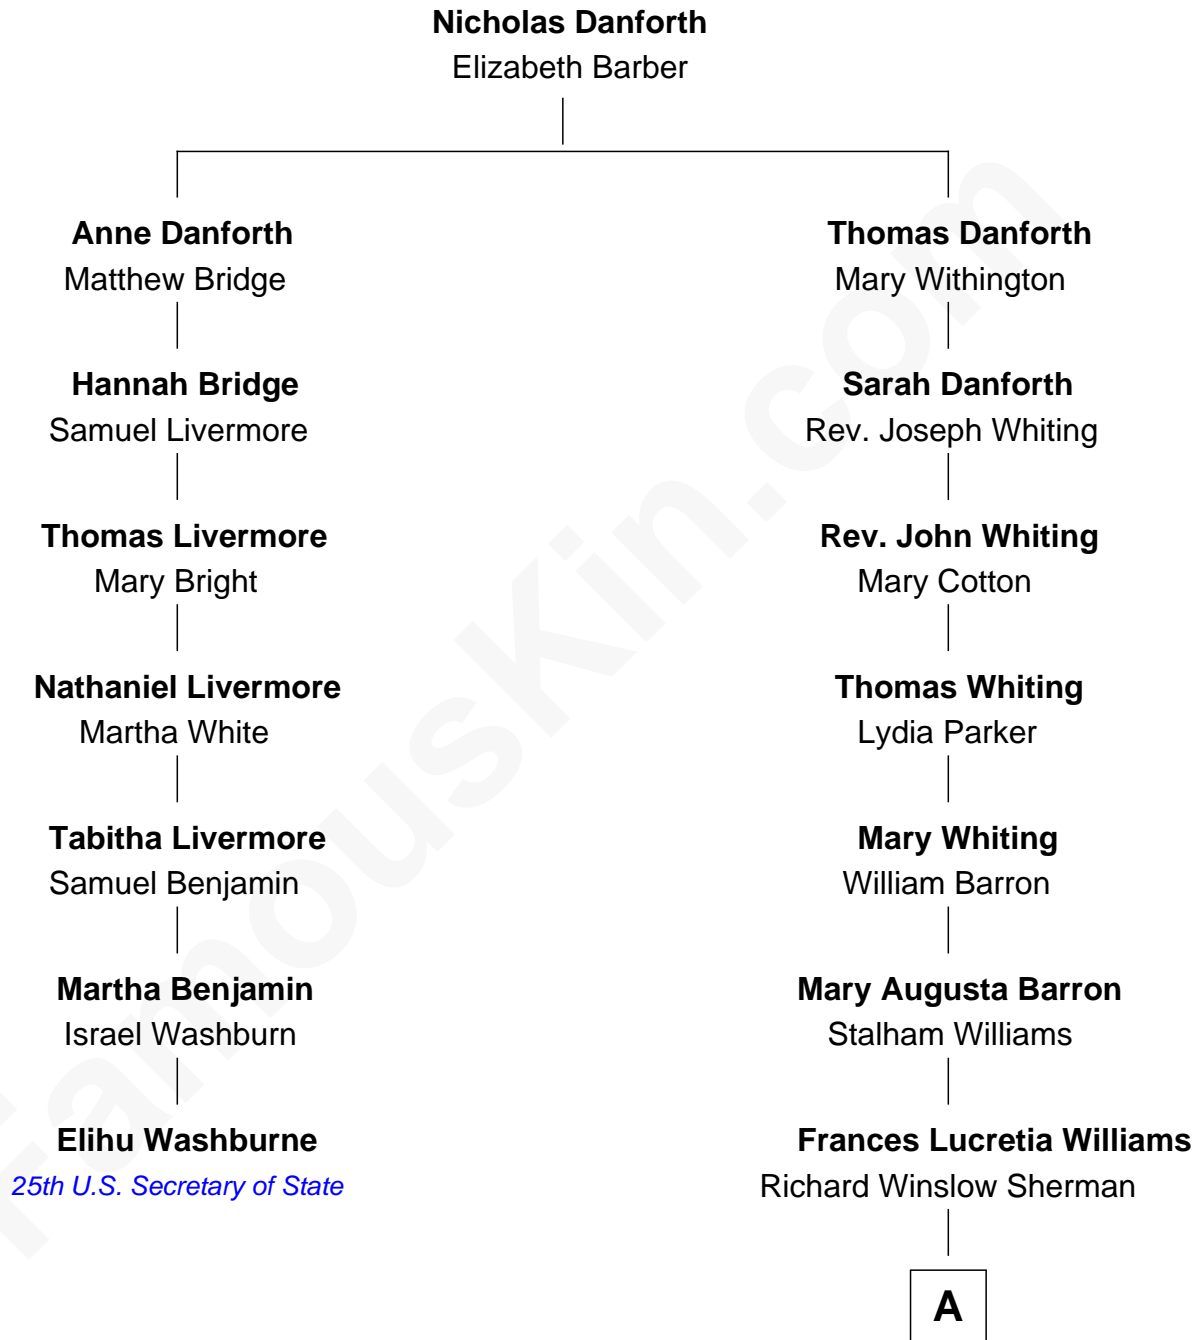 Nicholas Danforth
Elizabeth Barber
Anne Danforth
Matthew Bridge
Hannah Bridge
Samuel Livermore
Thomas Livermore
Mary Bright
Nathaniel Livermore
Martha White
Tabitha Livermore
Samuel Benjamin
Martha Benjamin
Israel Washburn
Elihu Washburne
25th U.S. Secretary of State
Thomas Danforth
Mary Withington
Sarah Danforth
Rev. Joseph Whiting
Rev. John Whiting
Mary Cotton
Thomas Whiting
Lydia Parker
Mary Whiting
William Barron
Mary Augusta Barron
Stalham Williams
Frances Lucretia Williams
Richard Winslow Sherman
A
FamousKin.com